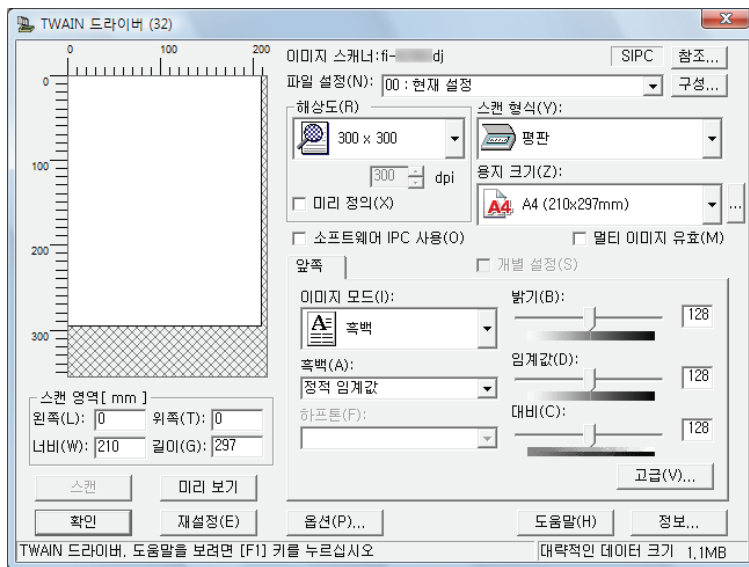 TWAIN 드라이버 (32)
0 100 200
0
100
200
300
이미지 스캐너:fi- dj
SIPC
참조...
파일 설정(N): 00 : 현재 설정
구성...
해상도(R)
300 x 300
300 dpi
미리 정의(X)
스캔 형식(Y):
평판
용지 크기(Z):
A4 A4 (210x297mm)
...
소프트웨어 IPC 사용(O)
멀티 이미지 유효(M)
앞쪽
개별 설정(S)
이미지 모드(I):
A 흑백
흑백(A):
정적 임계값
하프톤(F):
밝기(B):
128
임계값(D):
128
대비(C):
128
고급(V)...
스캔 영역[ mm ]
왼쪽(L): 0 위쪽(T): 0
너비(W): 210 길이(G): 297
스캔 미리 보기
확인 재설정(E) 옵션(P)... 도움말(H) 정보...
TWAIN 드라이버, 도움말을 보려면 [F1] 키를 누르십시오 대략적인 데이터 크기 1,1MB